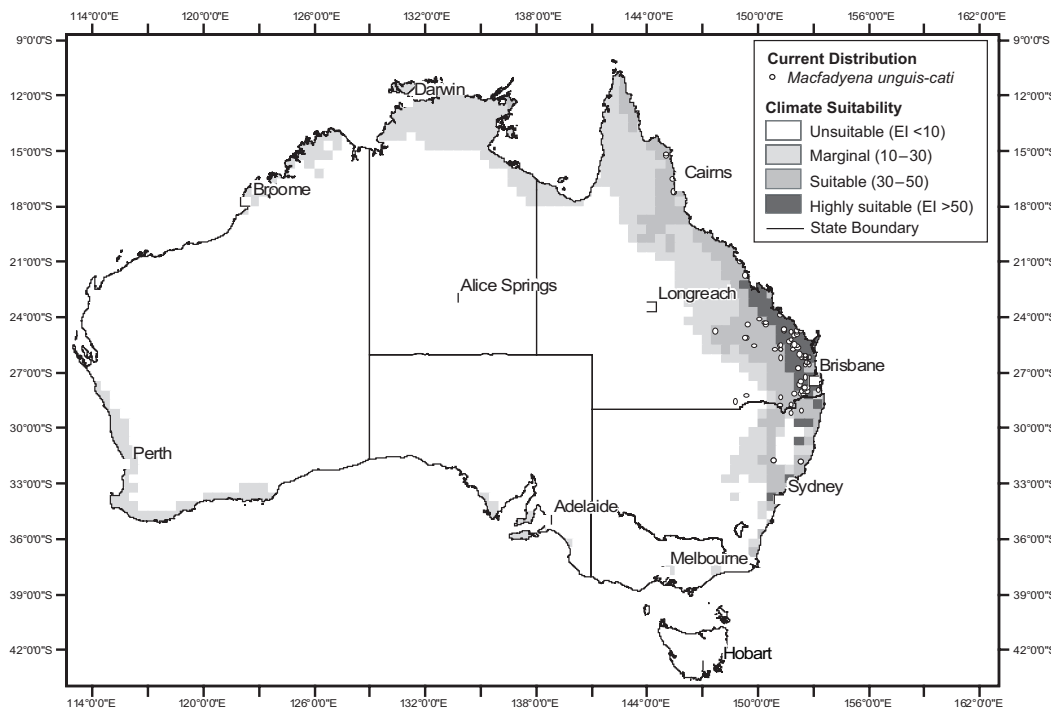 114°0'0"E 120°0'0"E 126°0'0"E 132°0'0"E 138°0'0"E 144°0'0"E 150°0'0"E 156°0'0"E 162°0'0"E
9°0'0"S 9°0'0"S
Current Distribution
Macfadyena unguis-cati
Darwin
12°0'0"S 12°0'0"S
Climate Suitability
Unsuitable (EI <10)
15°0'0"S 15°0'0"S
Marginal (10–30)
Cairns
Suitable (30–50)
Broome
18°0'0"S 18°0'0"S
Highly suitable (EI >50)
State Boundary
21°0'0"S 21°0'0"S
Alice Springs
Longreach
24°0'0"S 24°0'0"S
Brisbane
27°0'0"S 27°0'0"S
30°0'0"S 30°0'0"S
Perth
33°0'0"S 33°0'0"S
Sydney
Adelaide
36°0'0"S 36°0'0"S
Melbourne
39°0'0"S 39°0'0"S
42°0'0"S 42°0'0"S
Hobart
114°0'0"E 120°0'0"E 126°0'0"E 132°0'0"E 138°0'0"E 144°0'0"E 150°0'0"E 156°0'0"E 162°0'0"E